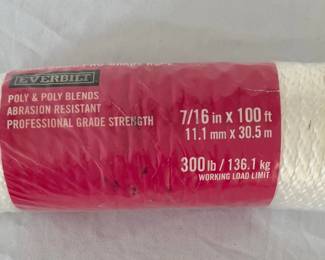 EVERBILT
POLY & POLY BLENDS
ABRASION RESISTANT
PROFESSIONAL GRADE STRENGTH
7/16 in x 100 ft
11.1 mm x 30.5 m
300 lb / 136.1 kg
WORKING LOAD LIMIT